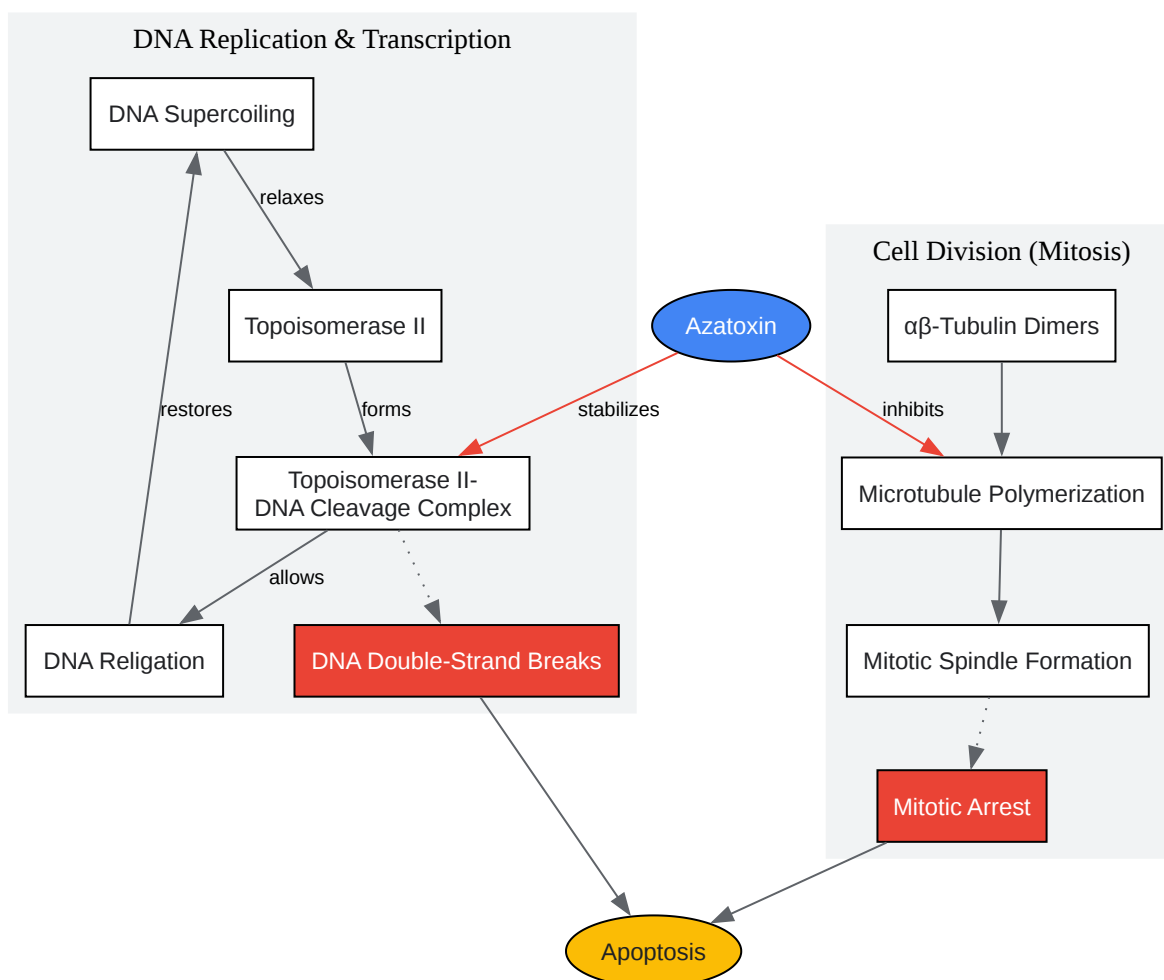 DNA Replication & Transcription
DNA Supercoiling
relaxes
Cell Division (Mitosis)
Topoisomerase II
Azatoxin
αβ-Tubulin Dimers
restores
forms
stabilizes
inhibits
Topoisomerase II-
DNA Cleavage Complex
Microtubule Polymerization
allows
DNA Religation
DNA Double-Strand Breaks
Mitotic Spindle Formation
Mitotic Arrest
Apoptosis